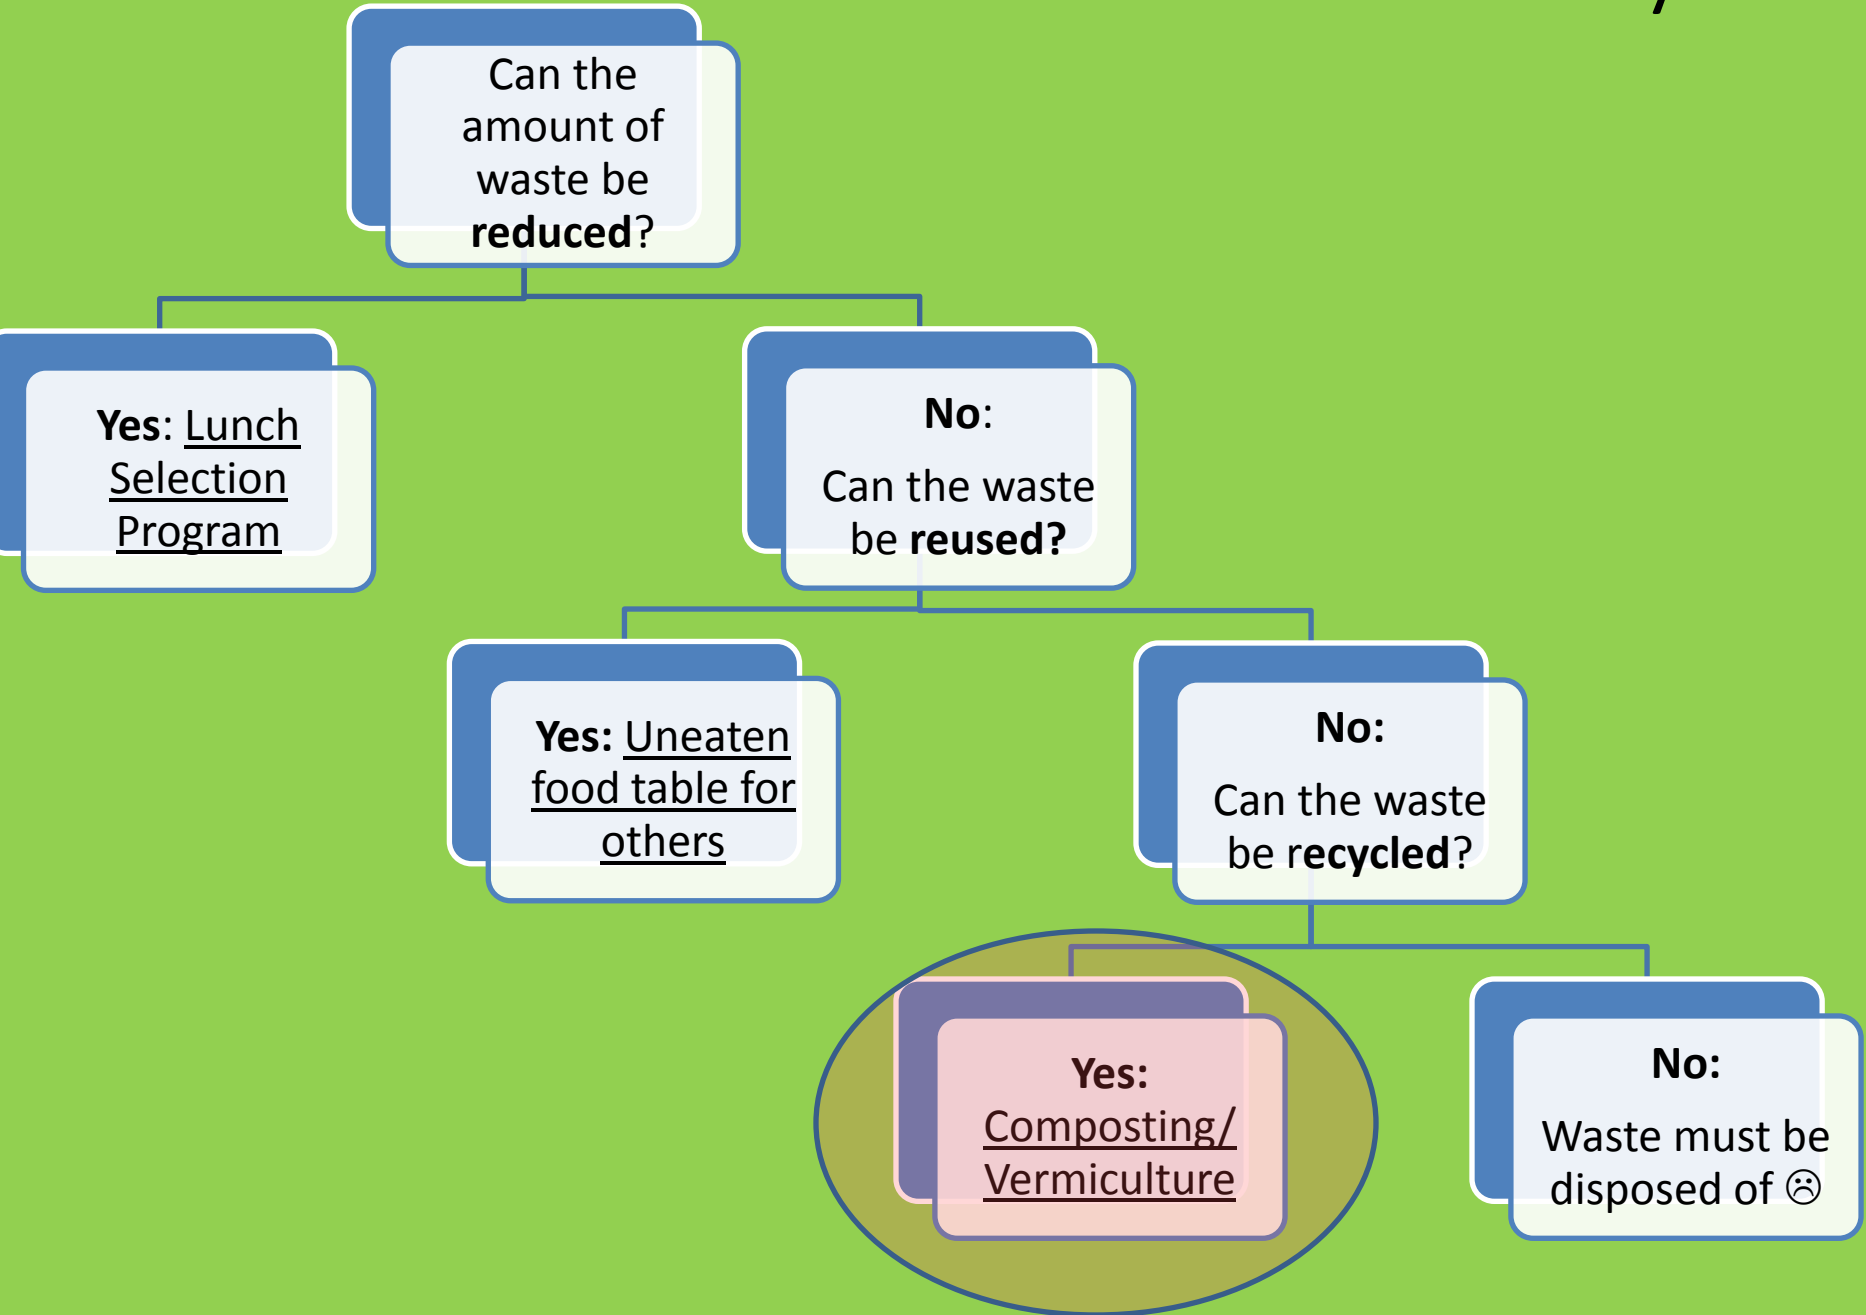 Can the
amount of
waste be
reduced?
Yes: Lunch
Selection
Program
No:
Can the waste
be reused?
Yes: Uneaten
food table for
others
No:
Can the waste
be recycled?
Yes:
Composting/
Vermiculture
No:
Waste must be
disposed of ☹